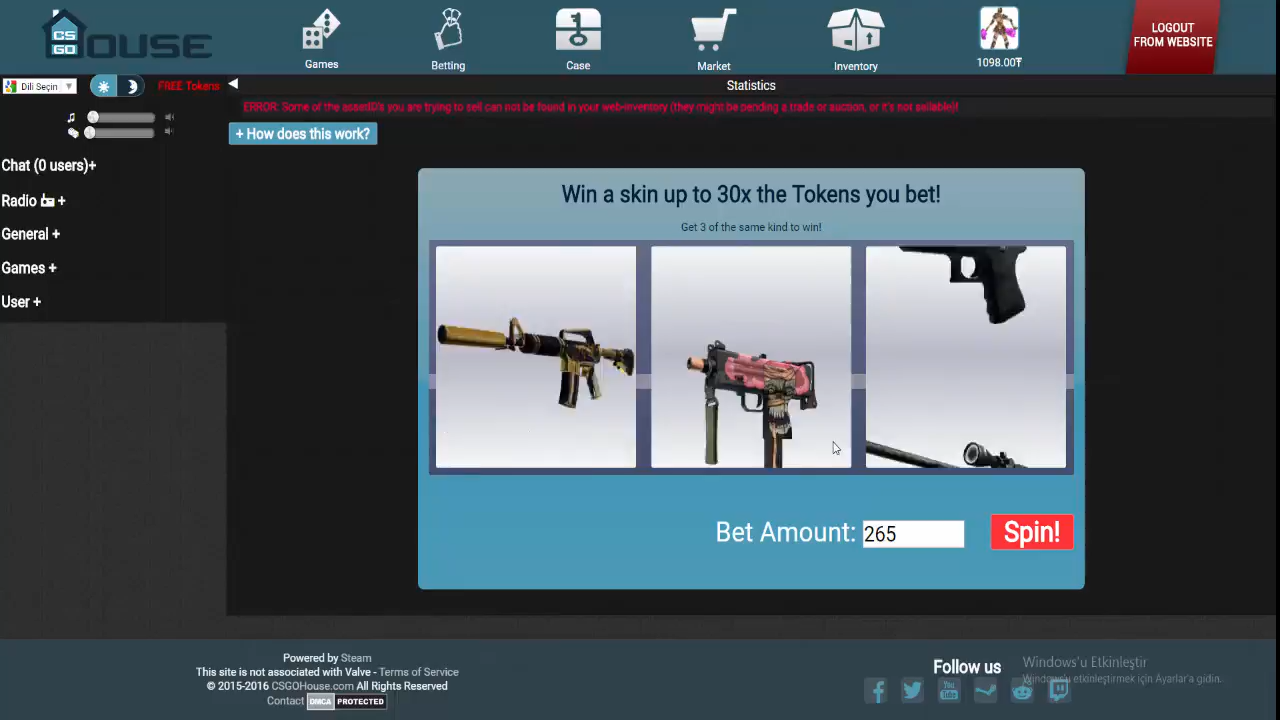 CS
GO
HOUSE
Games
Betting
Case
Market
Inventory
1098.00₸
LOGOUT
FROM WEBSITE
Dili Seçin
FREE Tokens
Statistics
ERROR: Some of the assetID's you are trying to sell can not be found in your web-inventory (they might be pending a trade or auction, or it's not sellable)!
+ How does this work?
Chat (0 users)+
Radio +
General +
Games +
User +
Win a skin up to 30x the Tokens you bet!
Get 3 of the same kind to win!
Bet Amount: 265
Spin!
Powered by Steam
This site is not associated with Valve - Terms of Service
© 2015-2016 CSGOHouse.com All Rights Reserved
Contact DMCA PROTECTED
Follow us
You
Tube
Windows'u Etkinleştir
Windows'u etkinleştirmek için Ayarlar'a gidin.